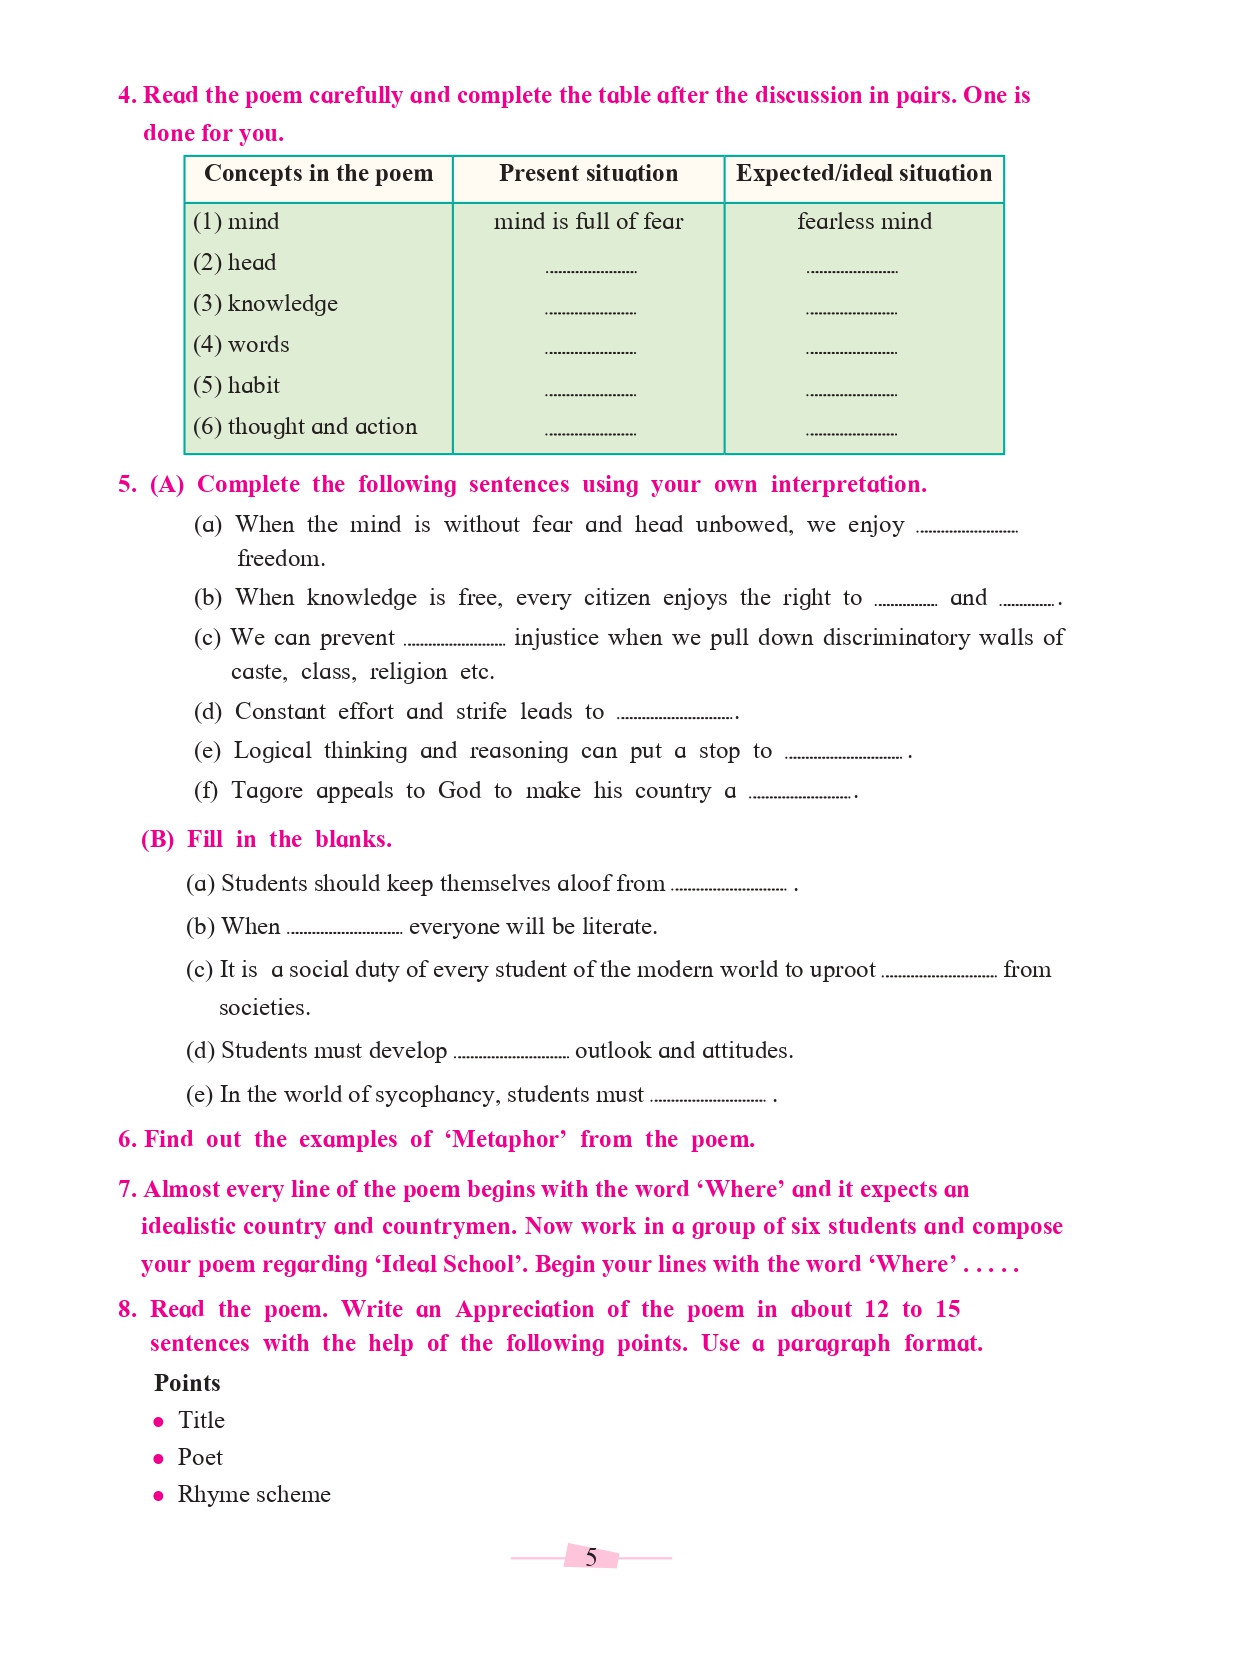 4. Read the poem carefully and complete the table after the discussion in pairs. One is
done for you.
Concepts in the poem Present situation Expected/ideal situation
(1) mind mind is full of fear fearless mind
(2) head ........................ ........................
(3) knowledge ........................ ........................
(4) words ........................ ........................
(5) habit ........................ ........................
(6) thought and action ........................ ........................
5. (A) Complete the following sentences using your own interpretation.
(a) When the mind is without fear and head unbowed, we enjoy ........................
freedom.
(b) When knowledge is free, every citizen enjoys the right to ............... and ............. .
(c) We can prevent ........................ injustice when we pull down discriminatory walls of
caste, class, religion etc.
(d) Constant effort and strife leads to ............................ .
(e) Logical thinking and reasoning can put a stop to ............................ .
(f) Tagore appeals to God to make his country a ........................ .
(B) Fill in the blanks.
(a) Students should keep themselves aloof from ............................ .
(b) When ............................ everyone will be literate.
(c) It is a social duty of every student of the modern world to uproot ............................ from
societies.
(d) Students must develop ............................ outlook and attitudes.
(e) In the world of sycophancy, students must ............................ .
6. Find out the examples of ‘Metaphor’ from the poem.
7. Almost every line of the poem begins with the word ‘Where’ and it expects an
idealistic country and countrymen. Now work in a group of six students and compose
your poem regarding ‘Ideal School’. Begin your lines with the word ‘Where’ . . . . .
8. Read the poem. Write an Appreciation of the poem in about 12 to 15
sentences with the help of the following points. Use a paragraph format.
Points
• Title
• Poet
• Rhyme scheme
5